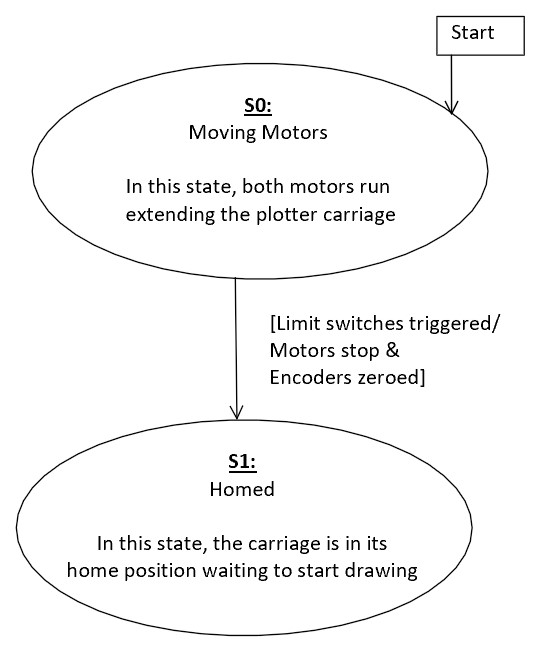 Start
S0:
Moving Motors
In this state, both motors run
extending the plotter carriage
[Limit switches triggered/
Motors stop &
Encoders zeroed]
S1:
Homed
In this state, the carriage is in its
home position waiting to start drawing